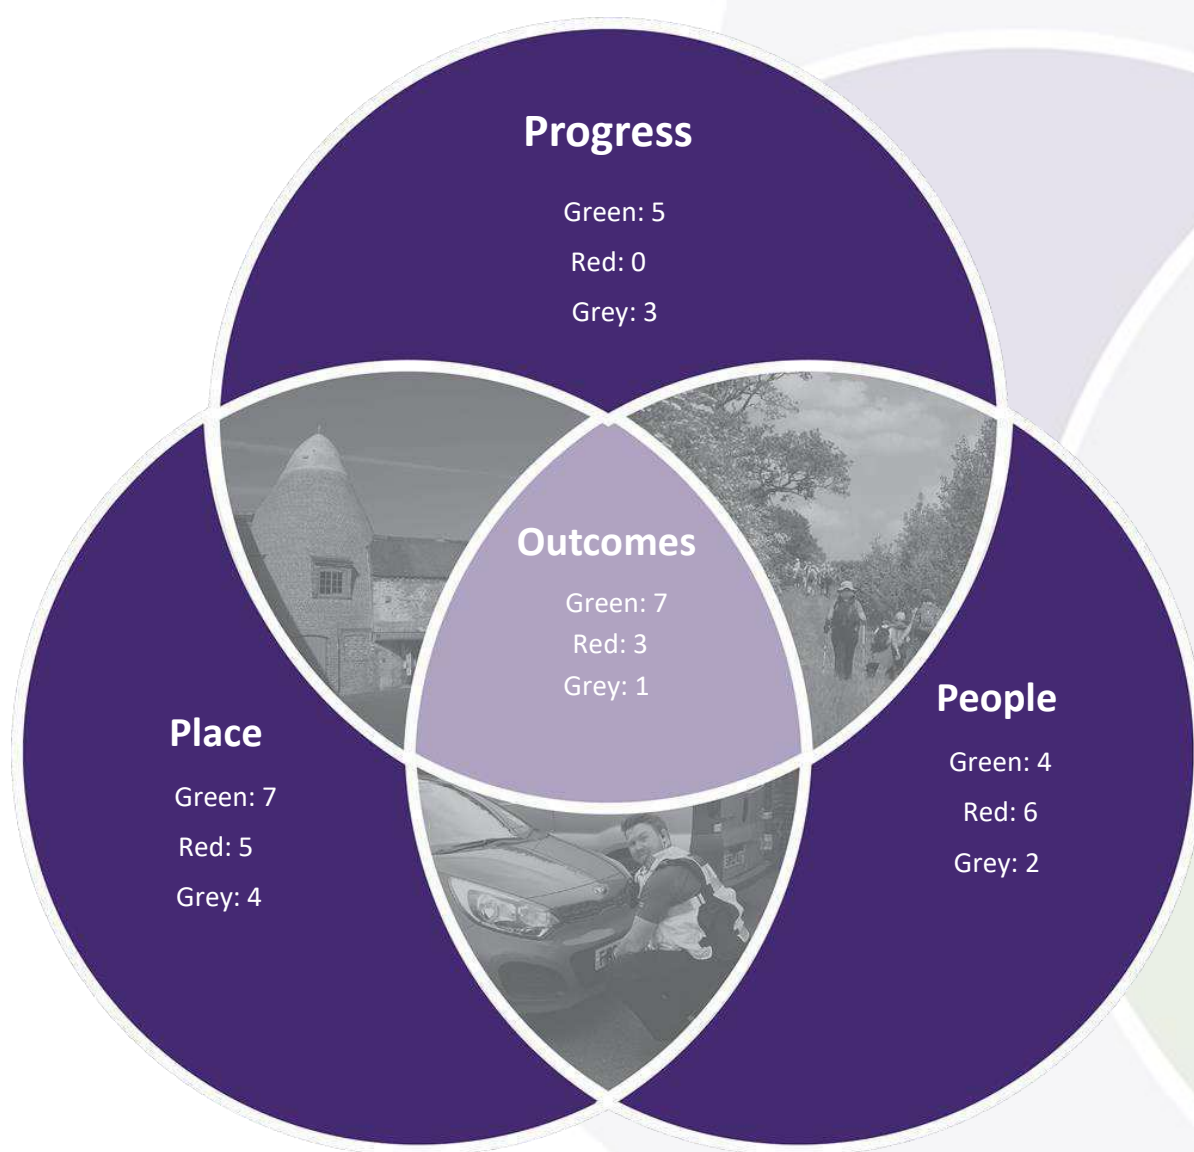 Progress
Green: 5
Red: 0
Grey: 3
Outcomes
Green: 7
Red: 3
Grey: 1
Place
Green: 7
Red: 5
Grey: 4
People
Green: 4
Red: 6
Grey: 2